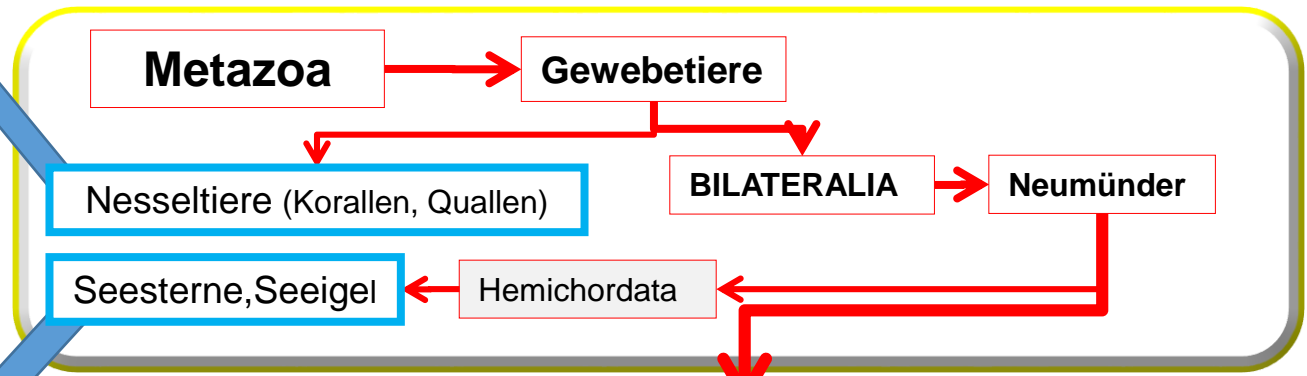 Metazoa
Gewebetiere
Nesseltiere (Korallen, Quallen)
BILATERALIA
Neumünder
Seesterne,Seeigel
Hemichordata